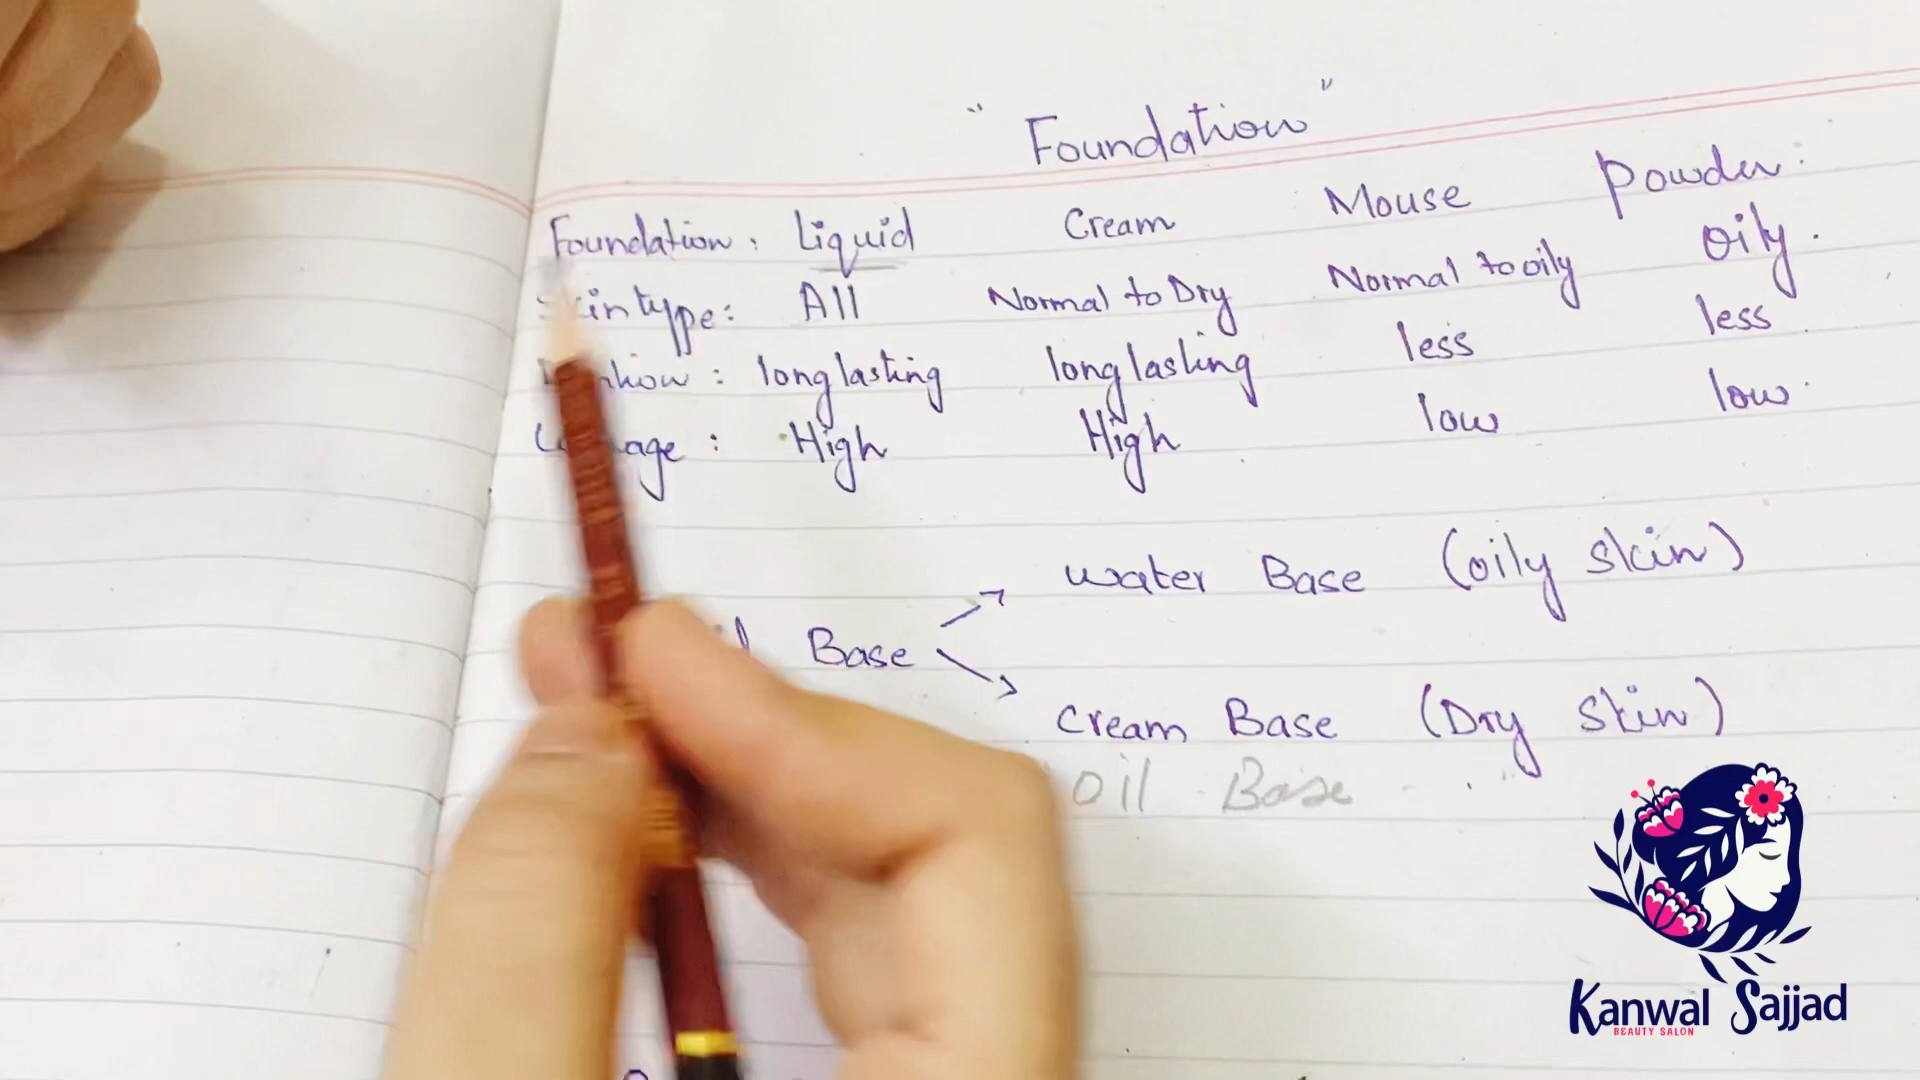 " Foundation "
Foundation : Liquid Cream Mouse Powder
Skin type : All Normal to Dry Normal to oily oily
: long lasting long lasting less less
: High High low low
Water Base (oily skin)
Base
Cream Base (Dry Skin)
Oil Base
Kanwal Sajjad
BEAUTY SALON